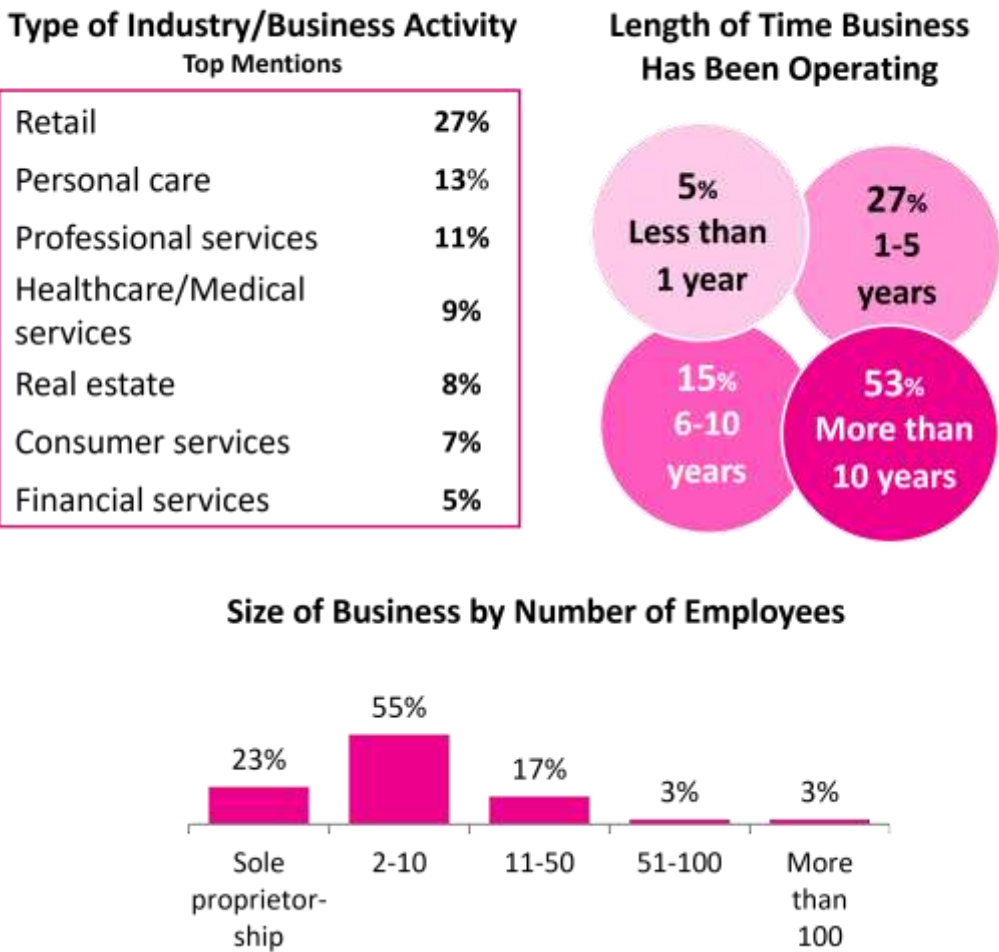 Type of Industry/Business Activity
Top Mentions
Retail 27%
Personal care 13%
Professional services 11%
Healthcare/Medical
services 9%
Real estate 8%
Consumer services 7%
Financial services 5%
Length of Time Business
Has Been Operating
5%
Less than
1 year
27%
1-5
years
15%
6-10
years
53%
More than
10 years
Size of Business by Number of Employees
23%
55%
17%
3%
3%
Sole
proprietor-
ship
2-10
11-50
51-100
More
than
100